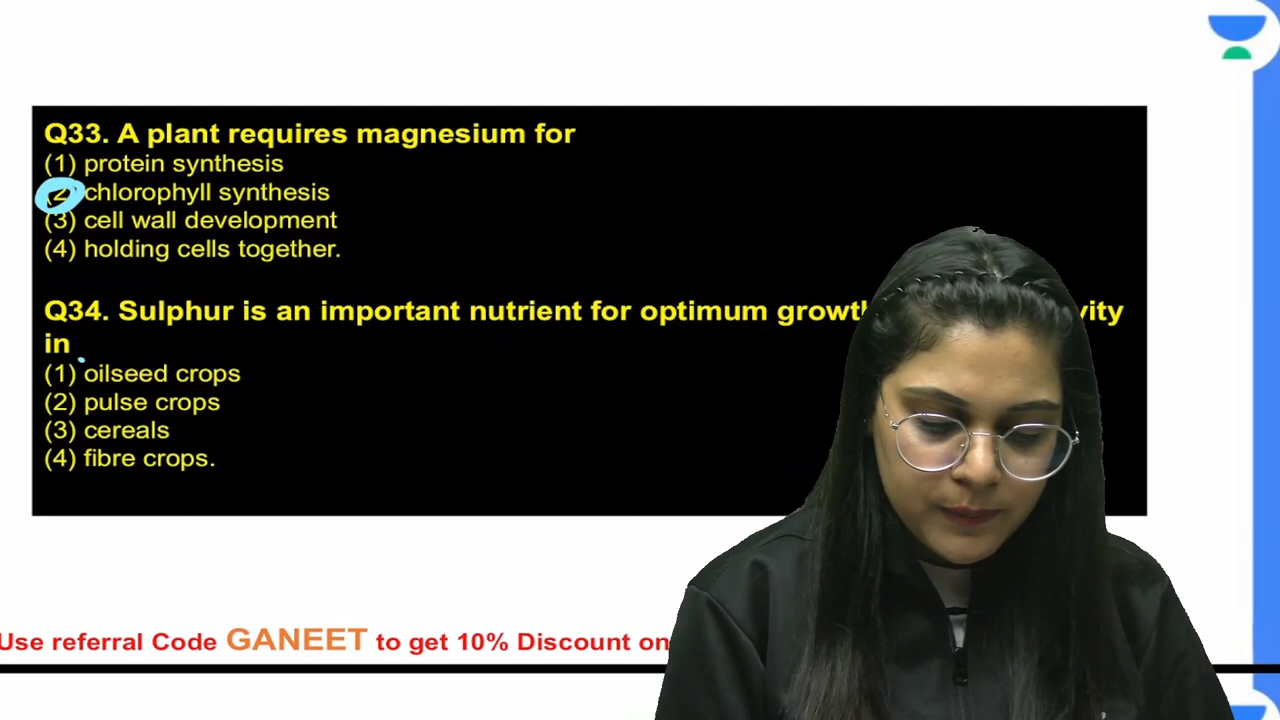 Q33. A plant requires magnesium for
(1) protein synthesis
(2) chlorophyll synthesis
(3) cell wall development
(4) holding cells together.
Q34. Sulphur is an important nutrient for optimum
in
(1) oilseed crops
(2) pulse crops
(3) cereals
(4) fibre crops.
Use referral Code GANEET to get 10% Discount on